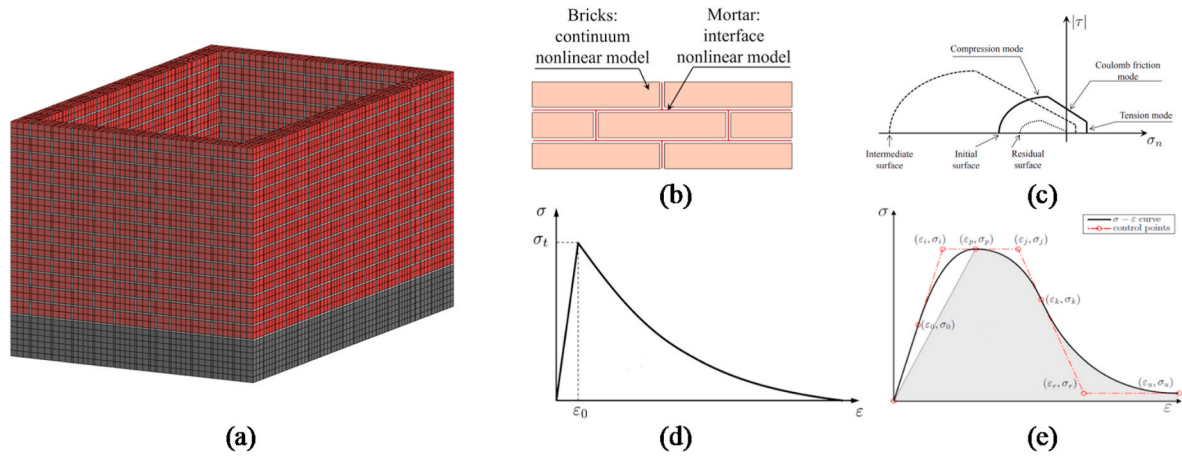 (a)
Bricks:
continuum
nonlinear model
Mortar:
interface
nonlinear model
(b)
|τ|
Compression mode
Coulomb friction
mode
Tension mode
σₙ
Intermediate
surface
Initial
surface
Residual
surface
(c)
σ
σₜ
ε₀
ε
(d)
σ
σ − ε curve
control points
(εᵢ, σᵢ)
(εₚ, σₚ)
(εⱼ, σⱼ)
(εₖ, σₖ)
(ε₀, σ₀)
(εᵣ, σᵣ)
(εᵤ, σᵤ)
ε
(e)